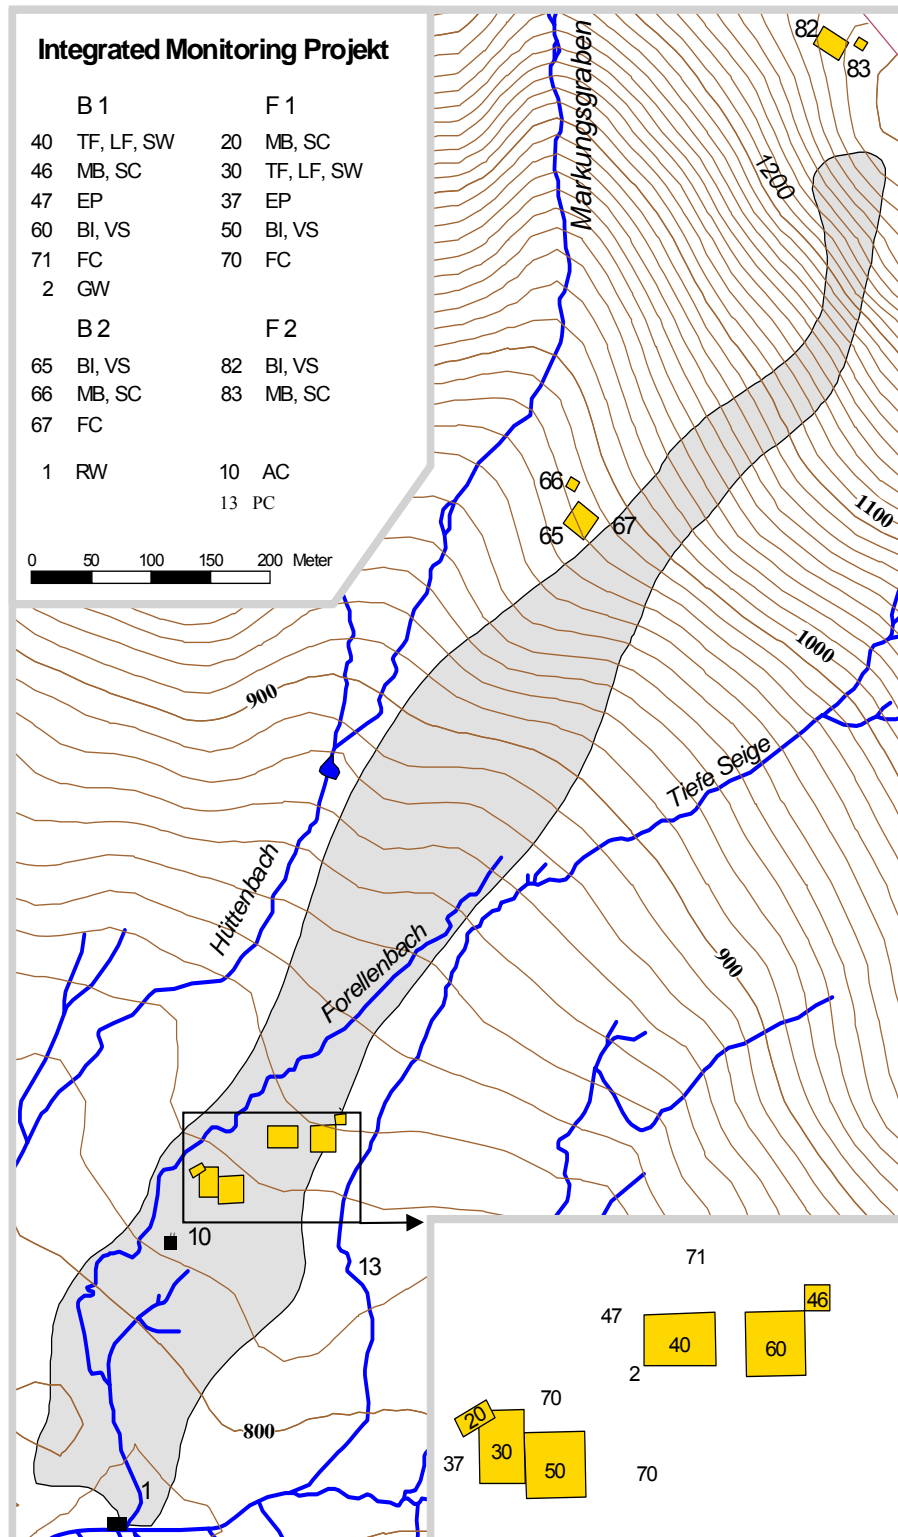 Integrated Monitoring Projekt
B 1 F 1
40 TF, LF, SW 20 MB, SC
46 MB, SC 30 TF, LF, SW
47 EP 37 EP
60 BI, VS 50 BI, VS
71 FC 70 FC
2 GW
B 2 F 2
65 BI, VS 82 BI, VS
66 MB, SC 83 MB, SC
67 FC
1 RW 10 AC
13 PC
0 50 100 150 200 Meter
82
83
Markungsgraben
1200
66
65
67
1100
1000
900
Tiefe Seige
Hüttenbach
Forellenbach
900
10
13
800
1
71
47
46
40
60
2
70
20
30
37
50
70